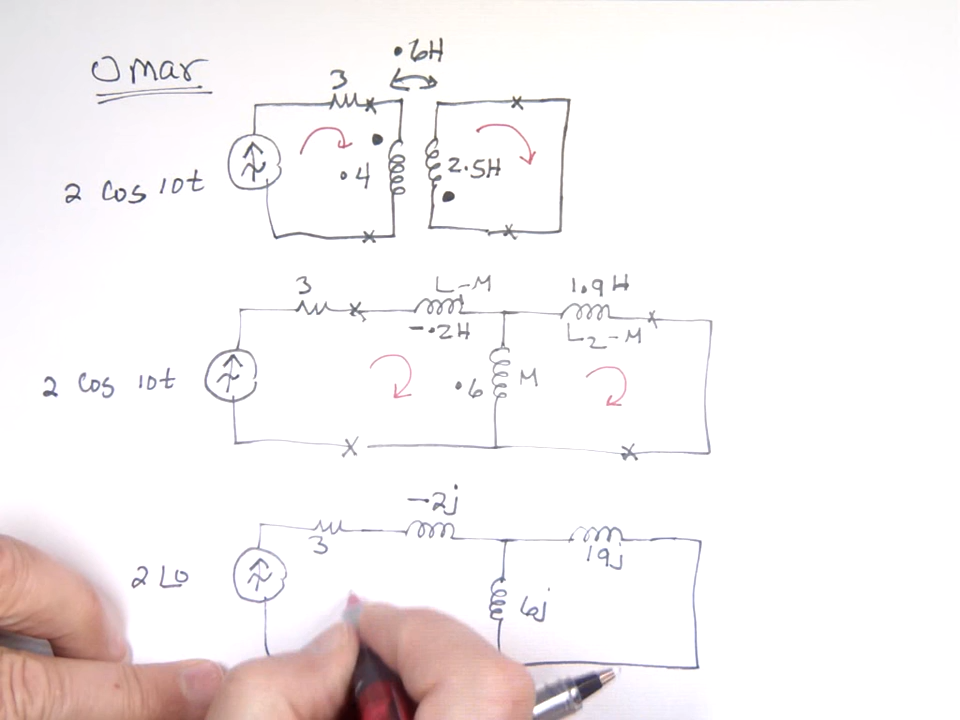 Omar
.6H
3
.4
2.5H
2 cos 10t
3
L-M
-.2H
1.9H
L2-M
.6
M
2 cos 10t
-2j
3
19j
6j
2∠0